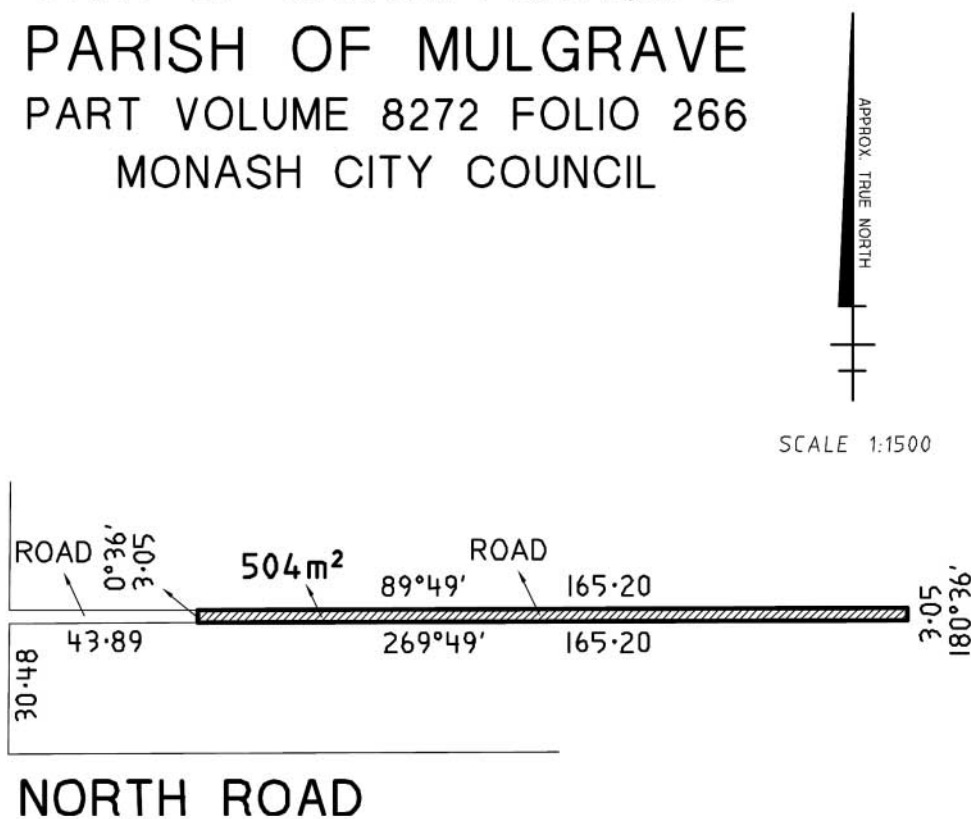 PARISH OF MULGRAVE
PART VOLUME 8272 FOLIO 266
MONASH CITY COUNCIL
APPROX. TRUE NORTH
SCALE 1:1500
ROAD
0°36'
3·05
504m²
ROAD
89°49'
165·20
3·05
180°36'
43·89
269°49'
165·20
30·48
NORTH ROAD